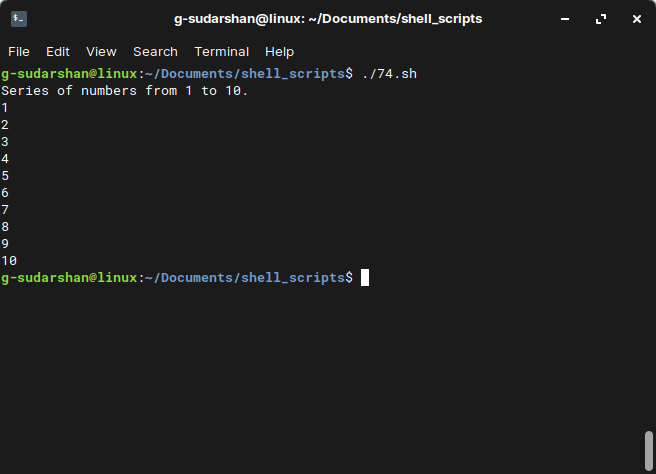 g-sudarshan@linux: ~/Documents/shell_scripts
File Edit View Search Terminal Help
g-sudarshan@linux:~/Documents/shell_scripts$ ./74.sh
Series of numbers from 1 to 10.
1
2
3
4
5
6
7
8
9
10
g-sudarshan@linux:~/Documents/shell_scripts$